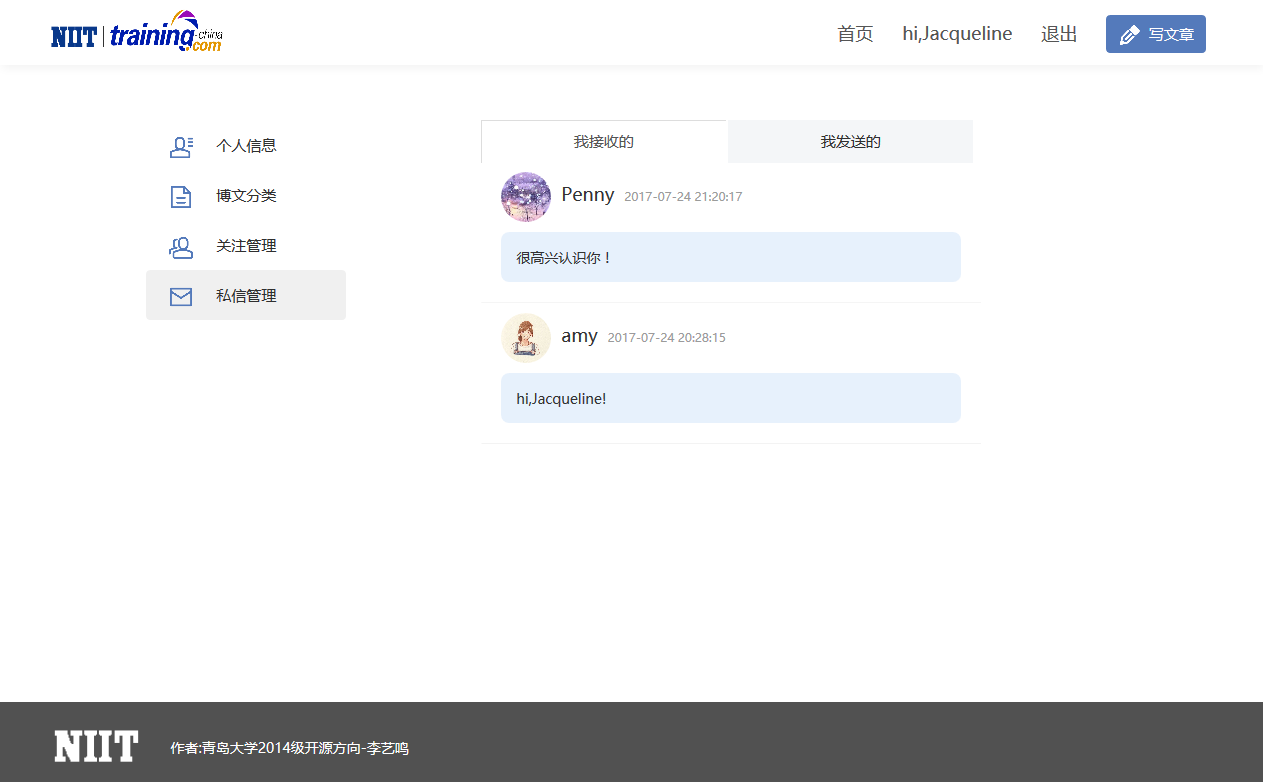 NIIT training-china.com
首页 hi,Jacqueline 退出 写文章
个人信息
博文分类
关注管理
私信管理
我接收的 我发送的
Penny 2017-07-24 21:20:17
很高兴认识你！
amy 2017-07-24 20:28:15
hi,Jacqueline!
NIIT 作者:青岛大学2014级开源方向-李艺鸣